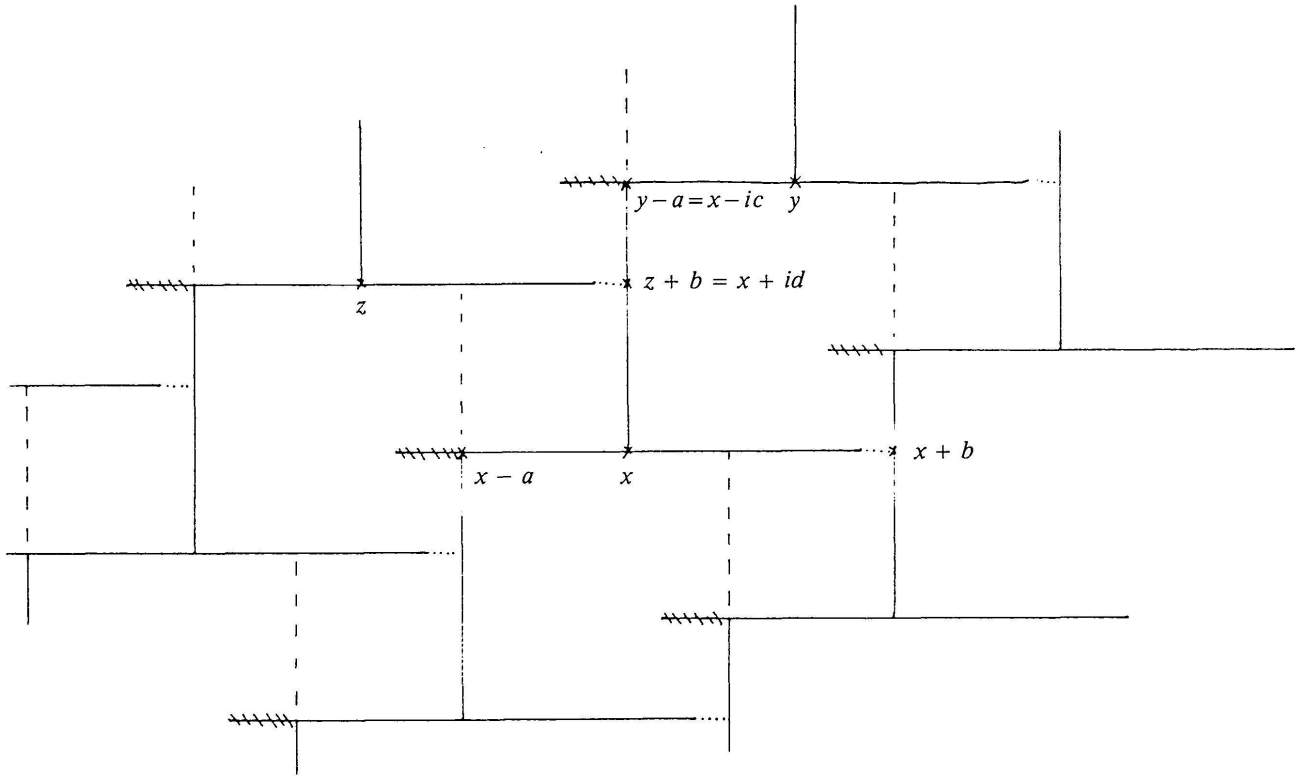 y−a=x−ic y
z + b = x + id
z
x + b
x − a x